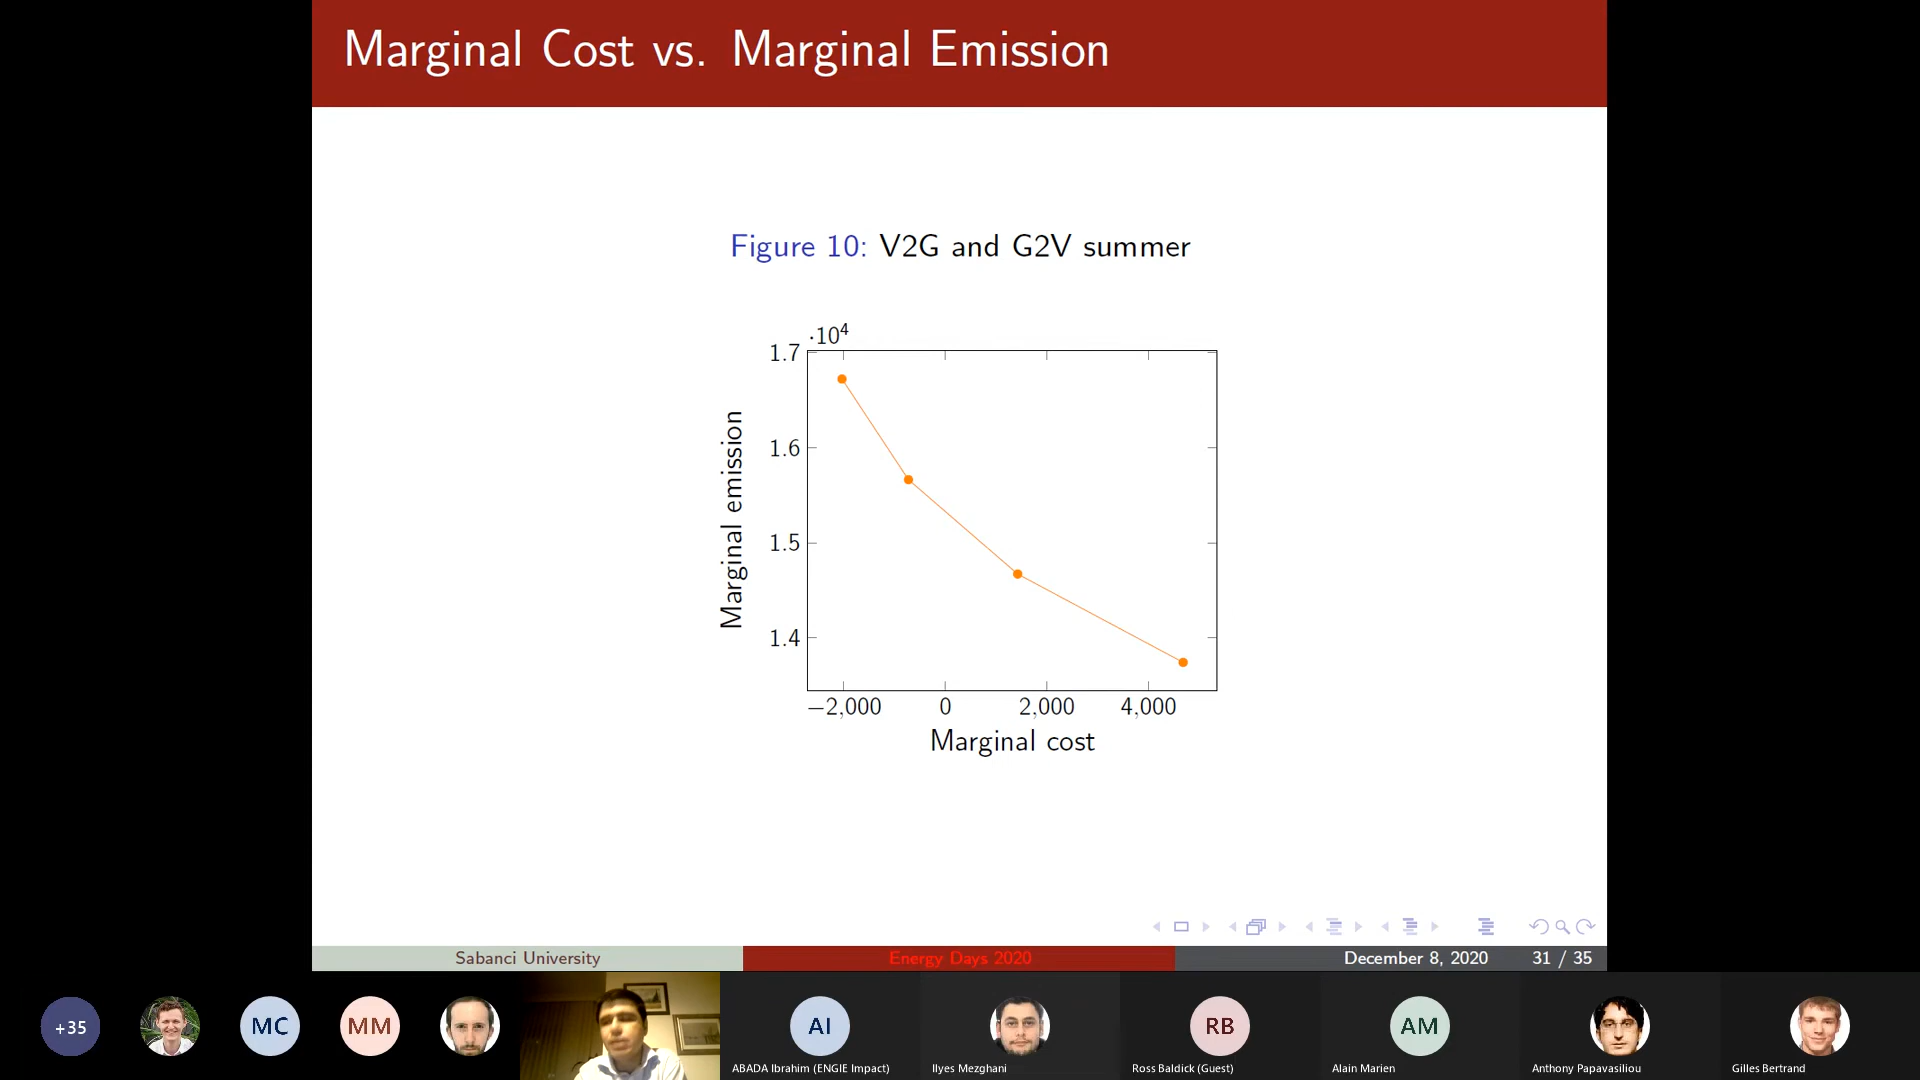 Marginal Cost vs. Marginal Emission
Figure 10: V2G and G2V summer
·10⁴
1.7
1.6
1.5
1.4
Marginal emission
−2,000 0 2,000 4,000
Marginal cost
Sabanci University Energy Days 2020 December 8, 2020 31 / 35
+35 MC MM AI RB AM
ABADA Ibrahim (ENGIE Impact) Ilyes Mezghani Ross Baldick (Guest) Alain Marien Anthony Papavasiliou Gilles Bertrand